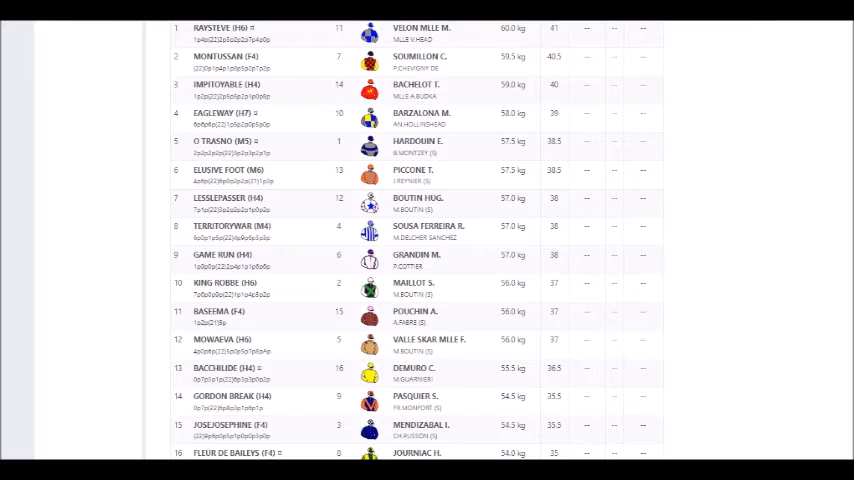 1 RAYSTEVE (H6) ¤ 11 VELON MLLE M. 60.0 kg 41 -- -- --
MLLE V.HEAD
2 MONTUSSAN (F4) 7 SOUMILLON C. 59.5 kg 40.5 -- -- --
P.CHEVIGNY DE
3 IMPITOYABLE (H4) 14 BACHELOT T. 59.0 kg 40 -- -- --
MLLE A.BUDKA
4 EAGLEWAY (H7) ¤ 10 BARZALONA M. 58.0 kg 39 -- -- --
AN.HOLLINSHEAD
5 O TRASNO (M5) ¤ 1 HARDOUIN E. 57.5 kg 38.5 -- -- --
B.MONTZEY (S)
6 ELUSIVE FOOT (M6) 13 PICCONE T. 57.5 kg 38.5 -- -- --
J.REYNIER (S)
7 LESSLEPASSER (H4) 12 BOUTIN HUG. 57.0 kg 38 -- -- --
M.BOUTIN (S)
8 TERRITORYWAR (M4) 4 SOUSA FERREIRA R. 57.0 kg 38 -- -- --
M.DELCHER SANCHEZ
9 GAME RUN (H4) 6 GRANDIN M. 57.0 kg 38 -- -- --
P.COTTIER
10 KING ROBBE (H6) 2 MAILLOT S. 56.0 kg 37 -- -- --
M.BOUTIN (S)
11 BASEEMA (F4) 15 POUCHIN A. 56.0 kg 37 -- -- --
1p2p(21)5p A.FABRE (S)
12 MOWAEVA (H6) 5 VALLE SKAR MLLE F. 56.0 kg 37 -- -- --
M.BOUTIN (S)
13 BACCHILIDE (H4) ¤ 16 DEMURO C. 55.5 kg 36.5 -- -- --
M.GUARNIERI
14 GORDON BREAK (H4) 9 PASQUIER S. 54.5 kg 35.5 -- -- --
FR.MONFORT (S)
15 JOSEJOSEPHINE (F4) 3 MENDIZABAL I. 54.5 kg 35.5 -- -- --
CH.PLISSON (S)
16 FLEUR DE BAILEYS (F4) ¤ 8 JOURNIAC H. 54.0 kg 35 -- -- --